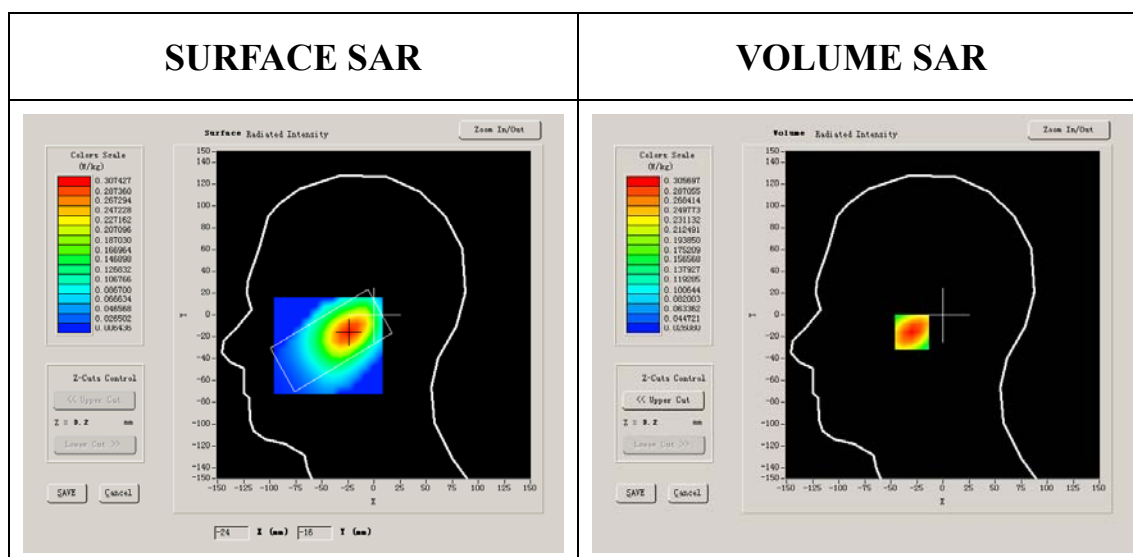 SURFACE SAR
VOLUME SAR
Surface Radiated Intensity
Zoom In/Out
Colors Scale
(W/kg)
0.307427
0.287360
0.267294
0.247228
0.227162
0.207096
0.187030
0.166964
0.146898
0.126832
0.106766
0.086700
0.066634
0.046568
0.026502
0.006436
150
140
120
100
80
60
40
20
0
-20
-40
-60
-80
-100
-120
-140
-150
Y
-150 -125 -100 -75 -50 -25 0 25 50 75 100 125 150
X
Z-Cuts Control
<< Upper Cut
Z = 3.2 mm
Lower Cut >>
SAVE Cancel
-24 X (mm) -16 Y (mm)
Volume Radiated Intensity
Zoom In/Out
Colors Scale
(W/kg)
0.305697
0.287055
0.268414
0.249773
0.231132
0.212491
0.193850
0.175209
0.156568
0.137927
0.119285
0.100644
0.082003
0.063362
0.044721
0.026080
150
140
120
100
80
60
40
20
0
-20
-40
-60
-80
-100
-120
-140
-150
Y
-150 -125 -100 -75 -50 -25 0 25 50 75 100 125 150
X
Z-Cuts Control
<< Upper Cut
Z = 3.2 mm
Lower Cut >>
SAVE Cancel